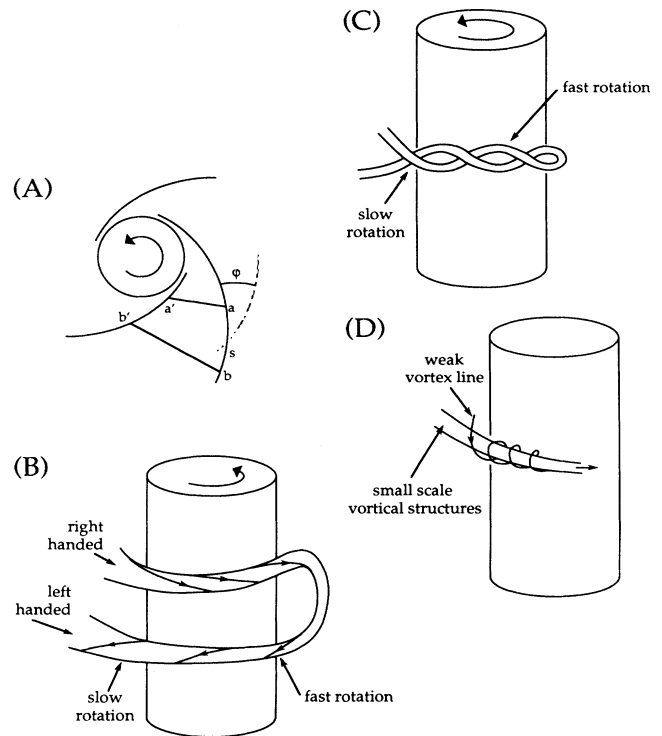 (A)
φ
a'
a
b'
s
b
(B)
right
handed
left
handed
slow
rotation
fast rotation
(C)
fast rotation
slow
rotation
(D)
weak
vortex line
small scale
vortical structures